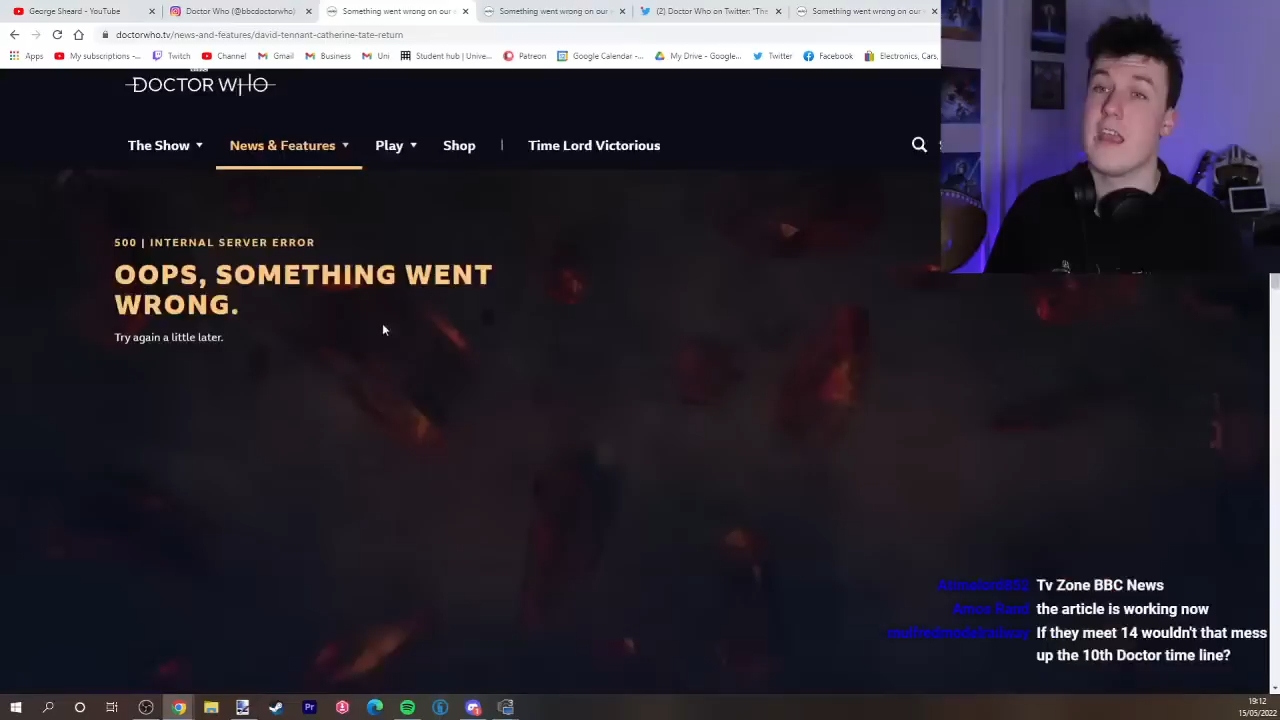 George Sheard - YouTube
Doctor Who (@bbcdoctorwho)
Something went wrong on our
Something went wrong on our
(2) Doctor Who on Twitter: "The
Something went wrong on our
doctorwho.tv/news-and-features/david-tennant-catherine-tate-return
Apps
My subscriptions -...
Twitch
Channel
Gmail
Business
Uni
Student hub | Unive...
Patreon
Google Calendar -...
My Drive - Google...
Twitter
Facebook
Electronics, Cars,
DOCTOR WHO
The Show
News & Features
Play
Shop
|
Time Lord Victorious
500 | INTERNAL SERVER ERROR
OOPS, SOMETHING WENT
WRONG.
Try again a little later.
Tv Zone BBC News
Amos Rand the article is working now
If they meet 14 wouldn't that mess
up the 10th Doctor time line?
19:12
15/05/2022